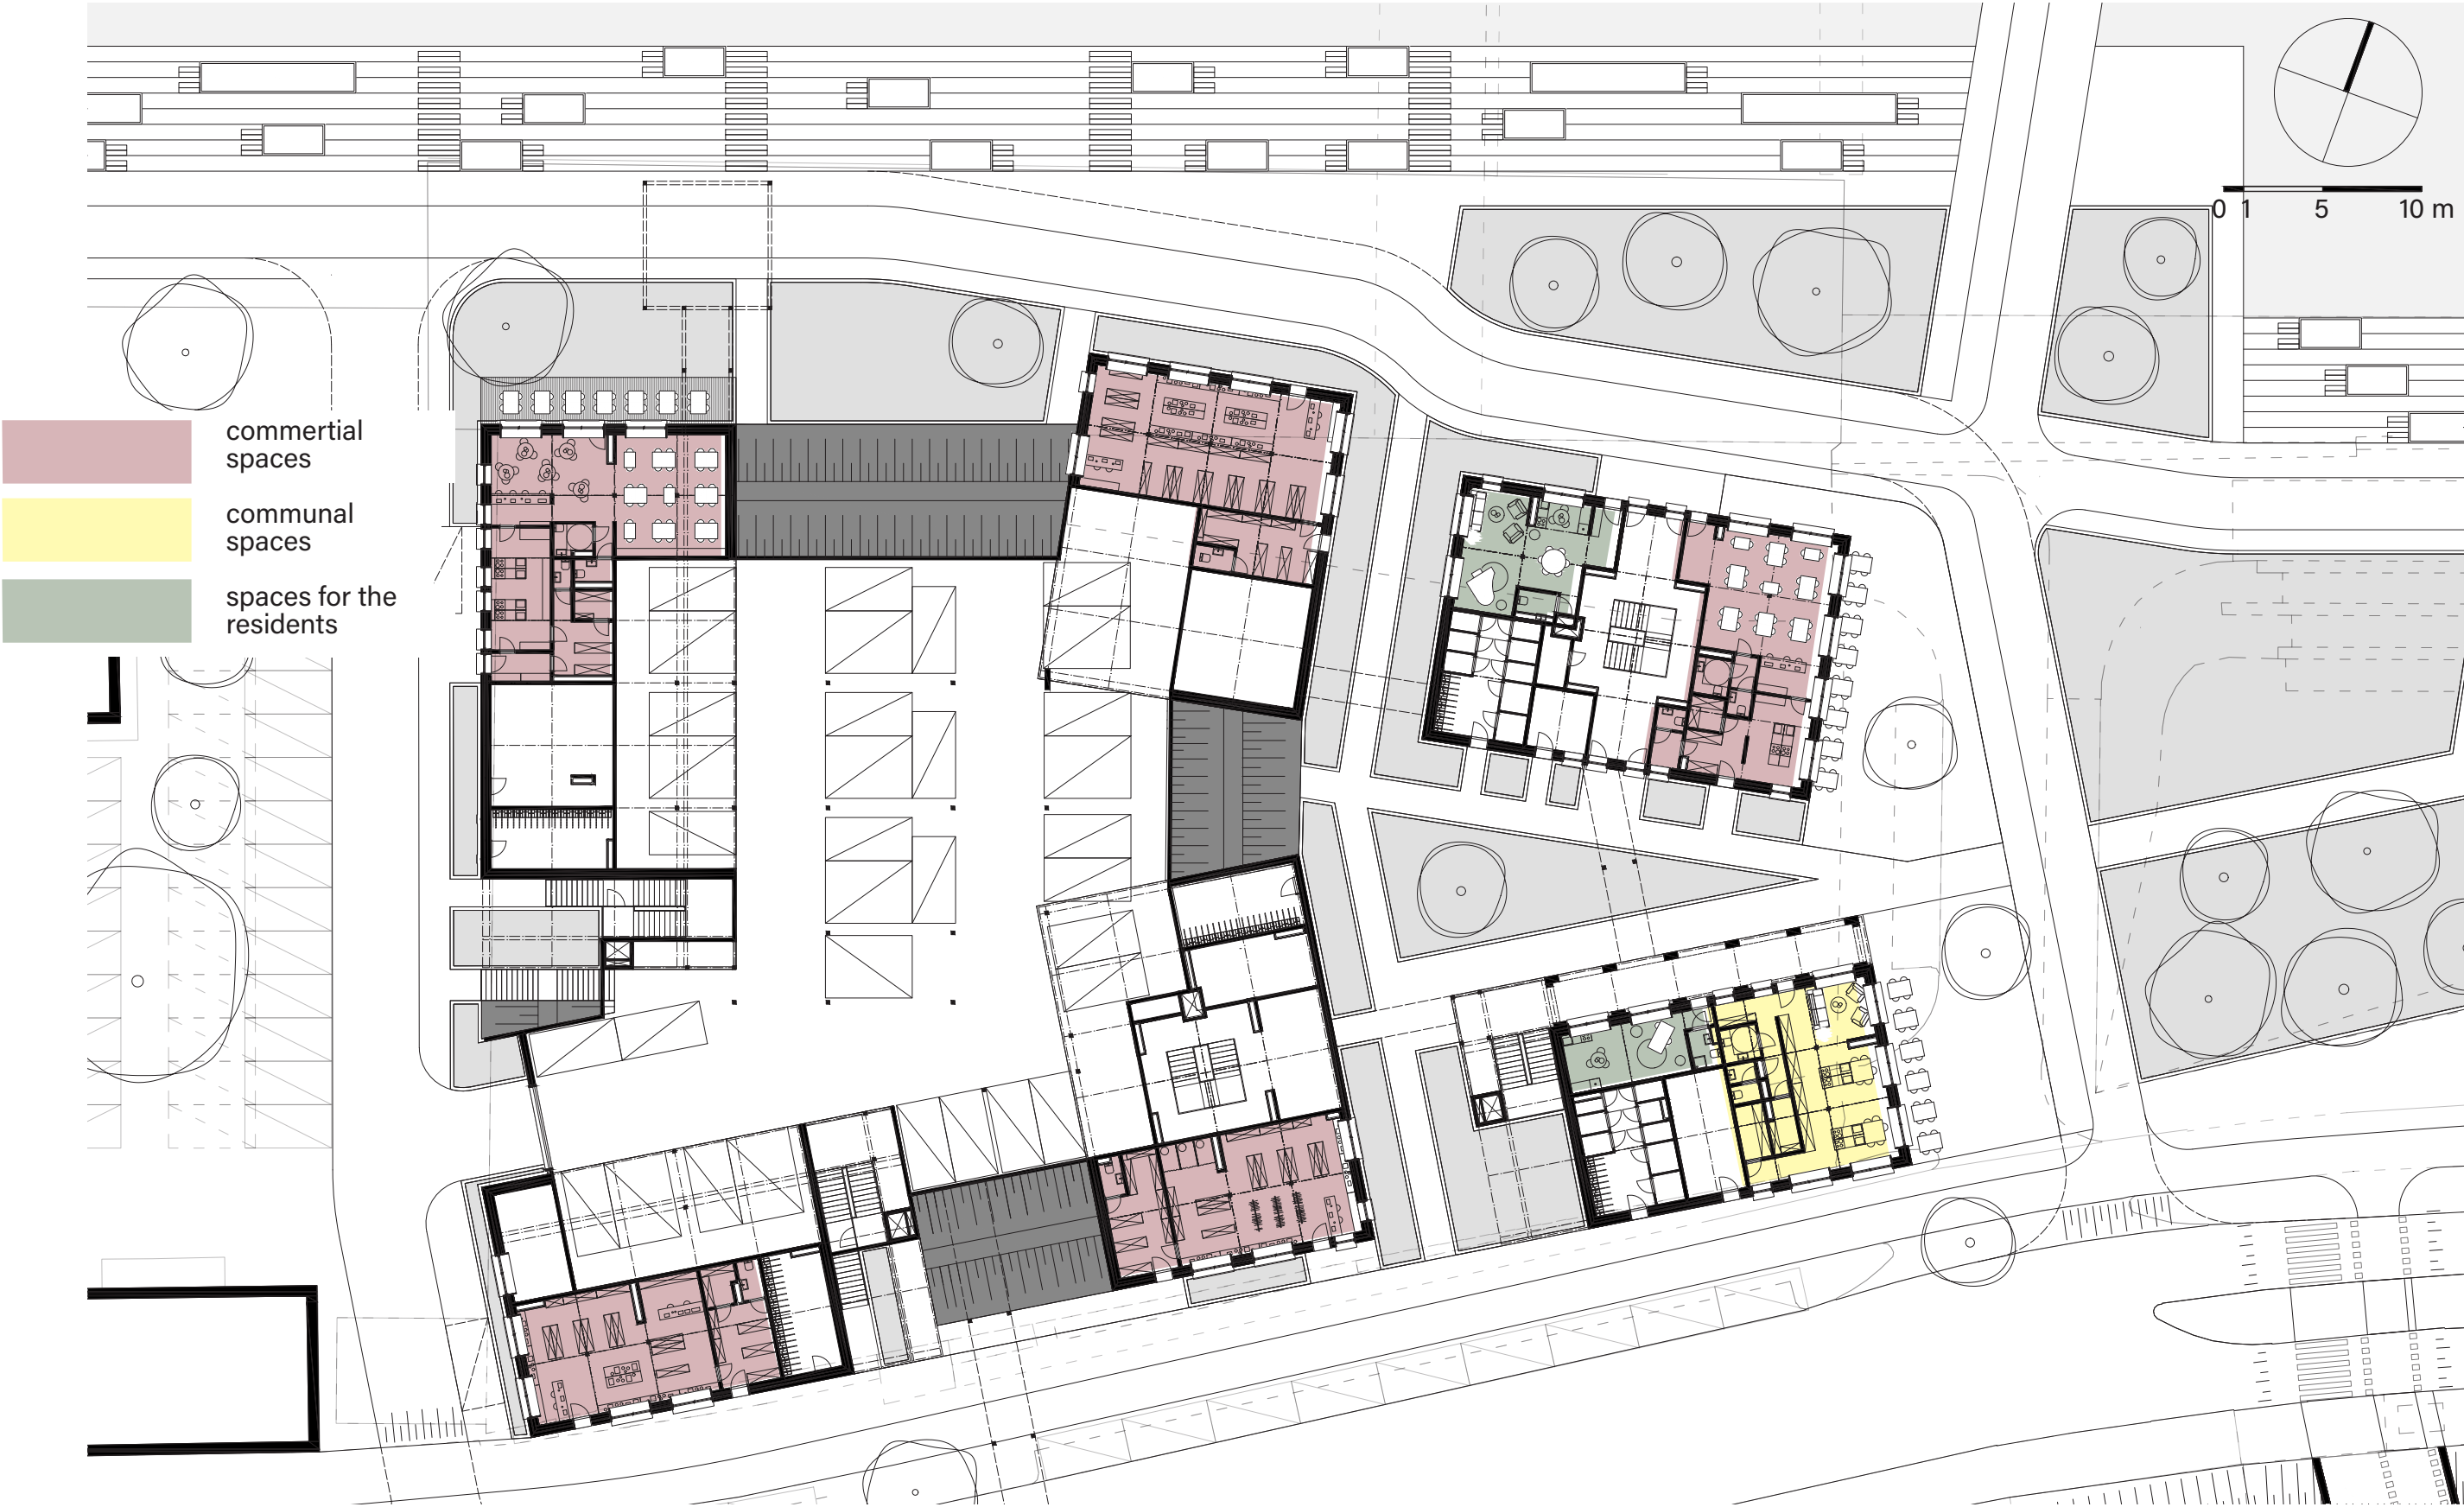 0 1 5 10 m
commertial
spaces
communal
spaces
spaces for the
residents